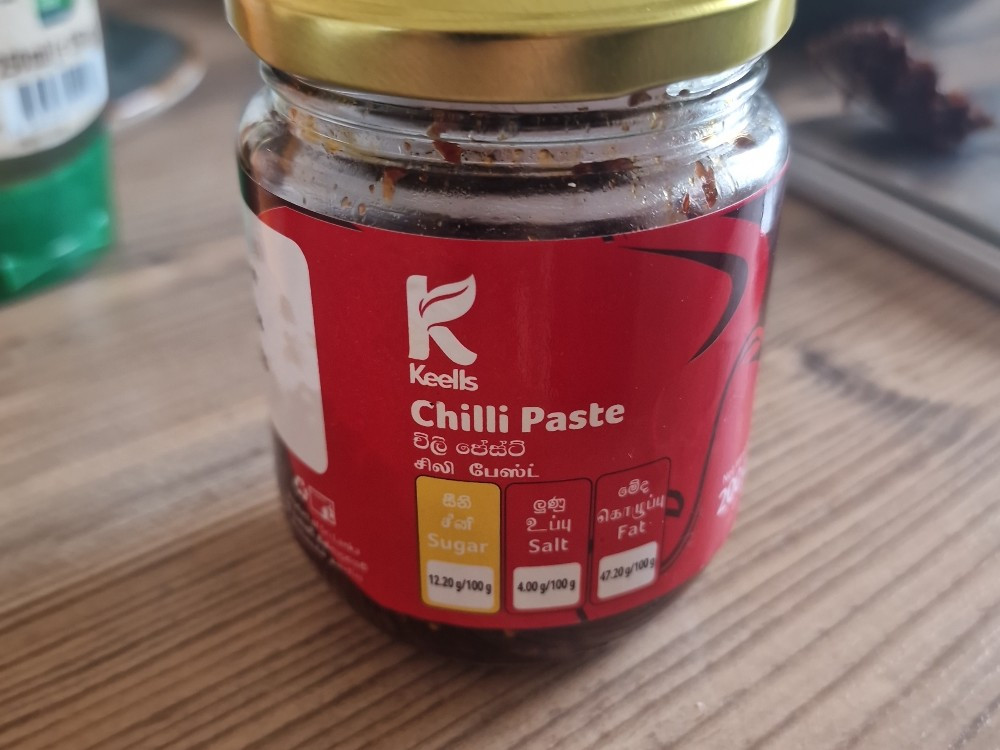 Keells
Chilli Paste
චිලි පේස්ට්
சிலி பேஸ்ட்
සීනි
சீனி
Sugar
12.20 g/100 g
ලුණු
உப்பு
Salt
4.00 g/100 g
මේද
கொழுப்பு
Fat
47.20 g/100 g